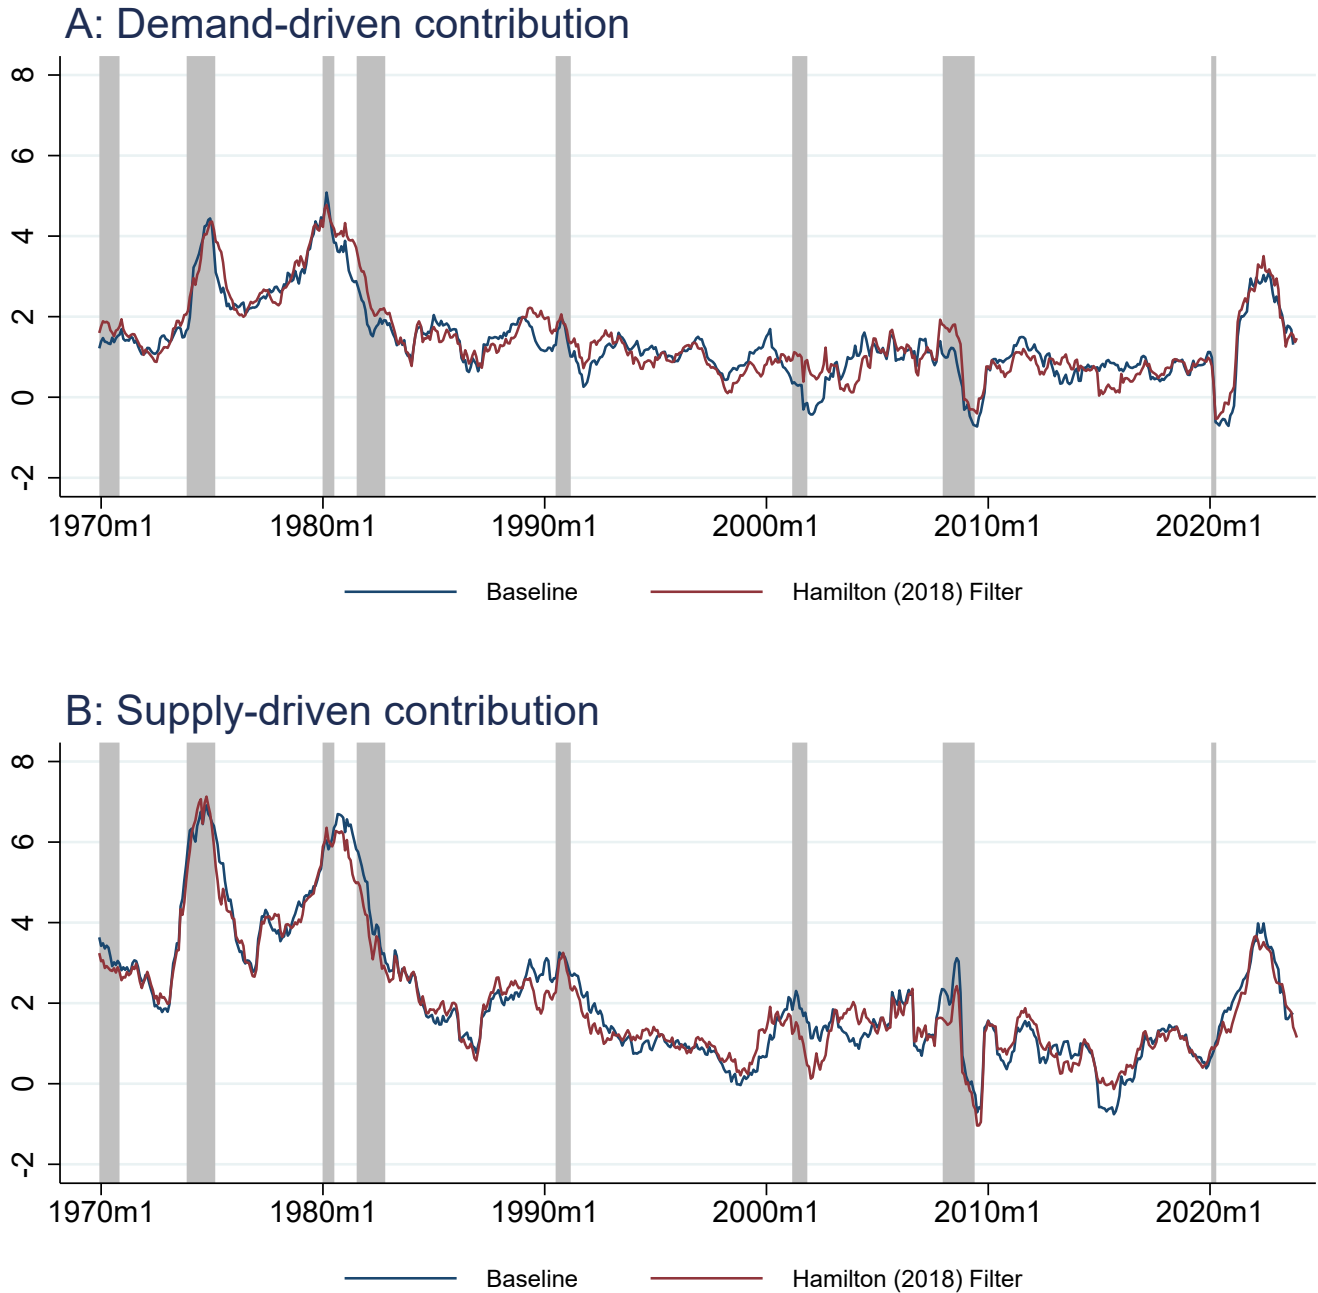 A: Demand-driven contribution
8
6
4
2
0
-2
1970m1 1980m1 1990m1 2000m1 2010m1 2020m1
Baseline Hamilton (2018) Filter
B: Supply-driven contribution
8
6
4
2
0
-2
1970m1 1980m1 1990m1 2000m1 2010m1 2020m1
Baseline Hamilton (2018) Filter